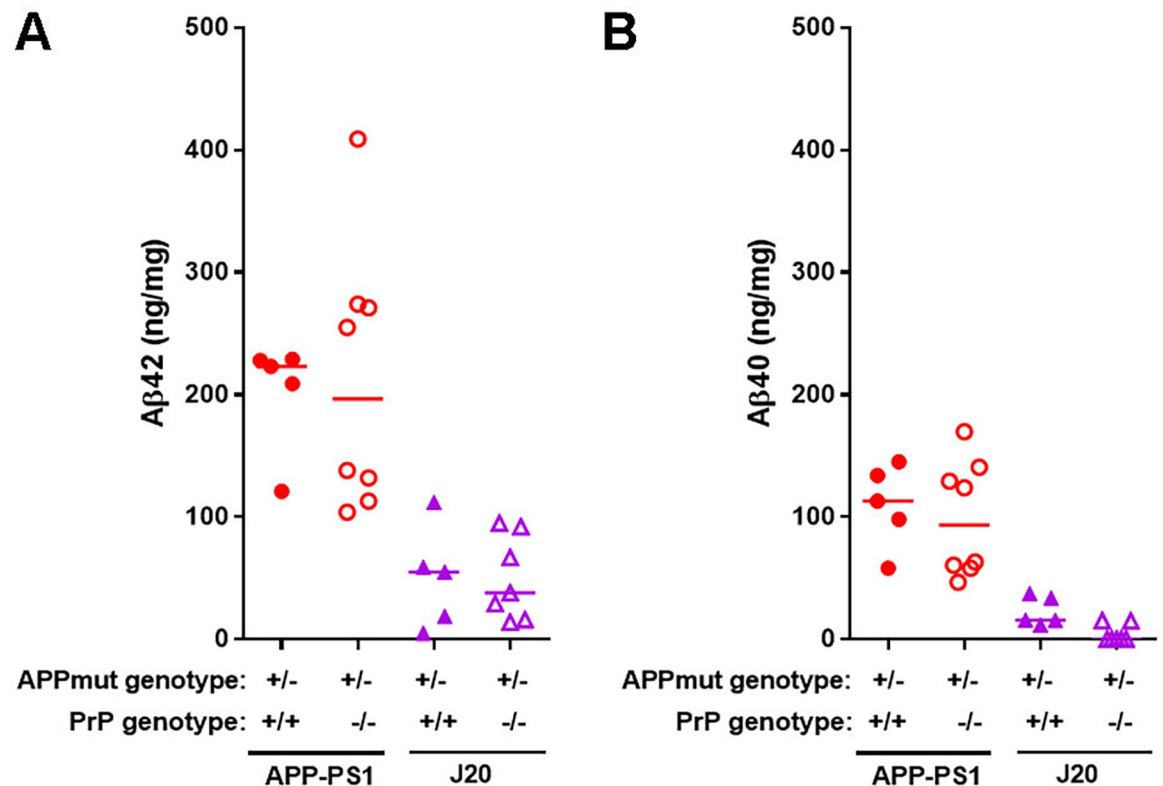 A
B
500
400
300
200
100
0
Aβ42 (ng/mg)
500
400
300
200
100
0
Aβ40 (ng/mg)
APPmut genotype: +/- +/- +/- +/-
PrP genotype: +/+ -/- +/+ -/-
APP-PS1 J20
APPmut genotype: +/- +/- +/- +/-
PrP genotype: +/+ -/- +/+ -/-
APP-PS1 J20